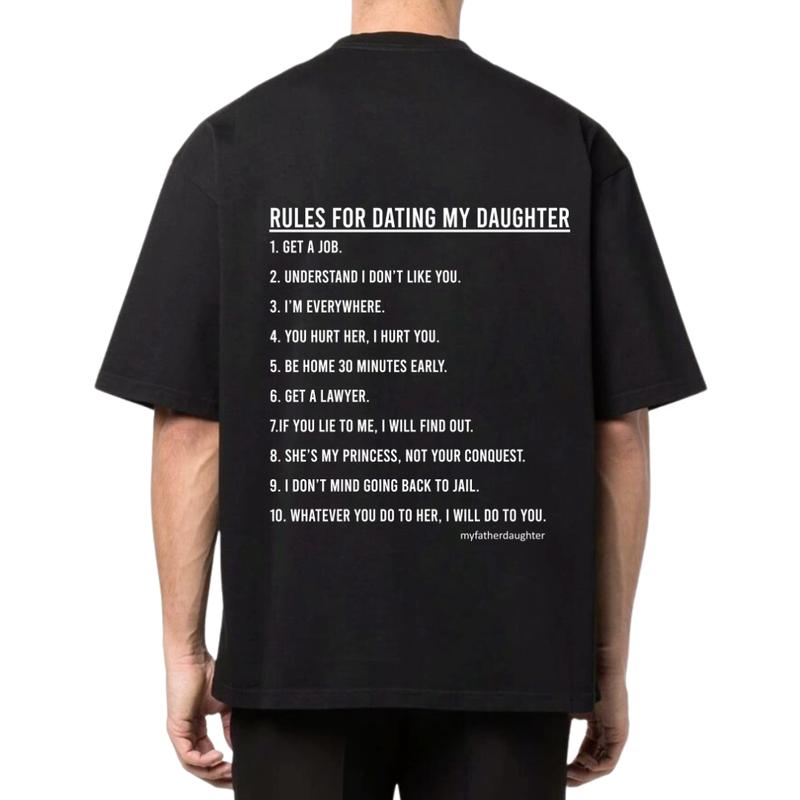 RULES FOR DATING MY DAUGHTER
1. GET A JOB.
2. UNDERSTAND I DON'T LIKE YOU.
3. I'M EVERYWHERE.
4. YOU HURT HER, I HURT YOU.
5. BE HOME 30 MINUTES EARLY.
6. GET A LAWYER.
7.IF YOU LIE TO ME, I WILL FIND OUT.
8. SHE'S MY PRINCESS, NOT YOUR CONQUEST.
9. I DON'T MIND GOING BACK TO JAIL.
10. WHATEVER YOU DO TO HER, I WILL DO TO YOU.
myfatherdaughter